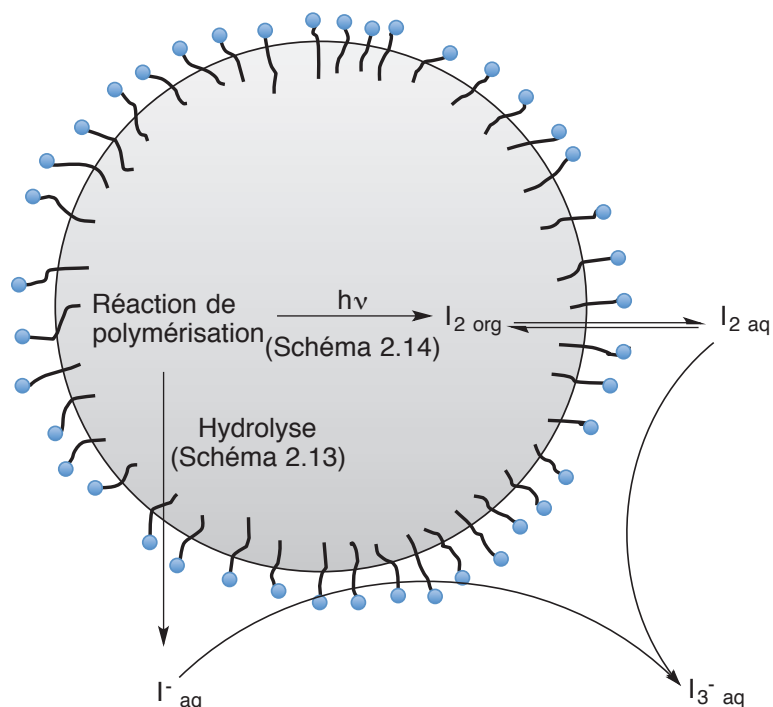 Réaction de
polymérisation
hν
(Schéma 2.14)
I2 org
I2 aq
Hydrolyse
(Schéma 2.13)
I- aq
I3- aq